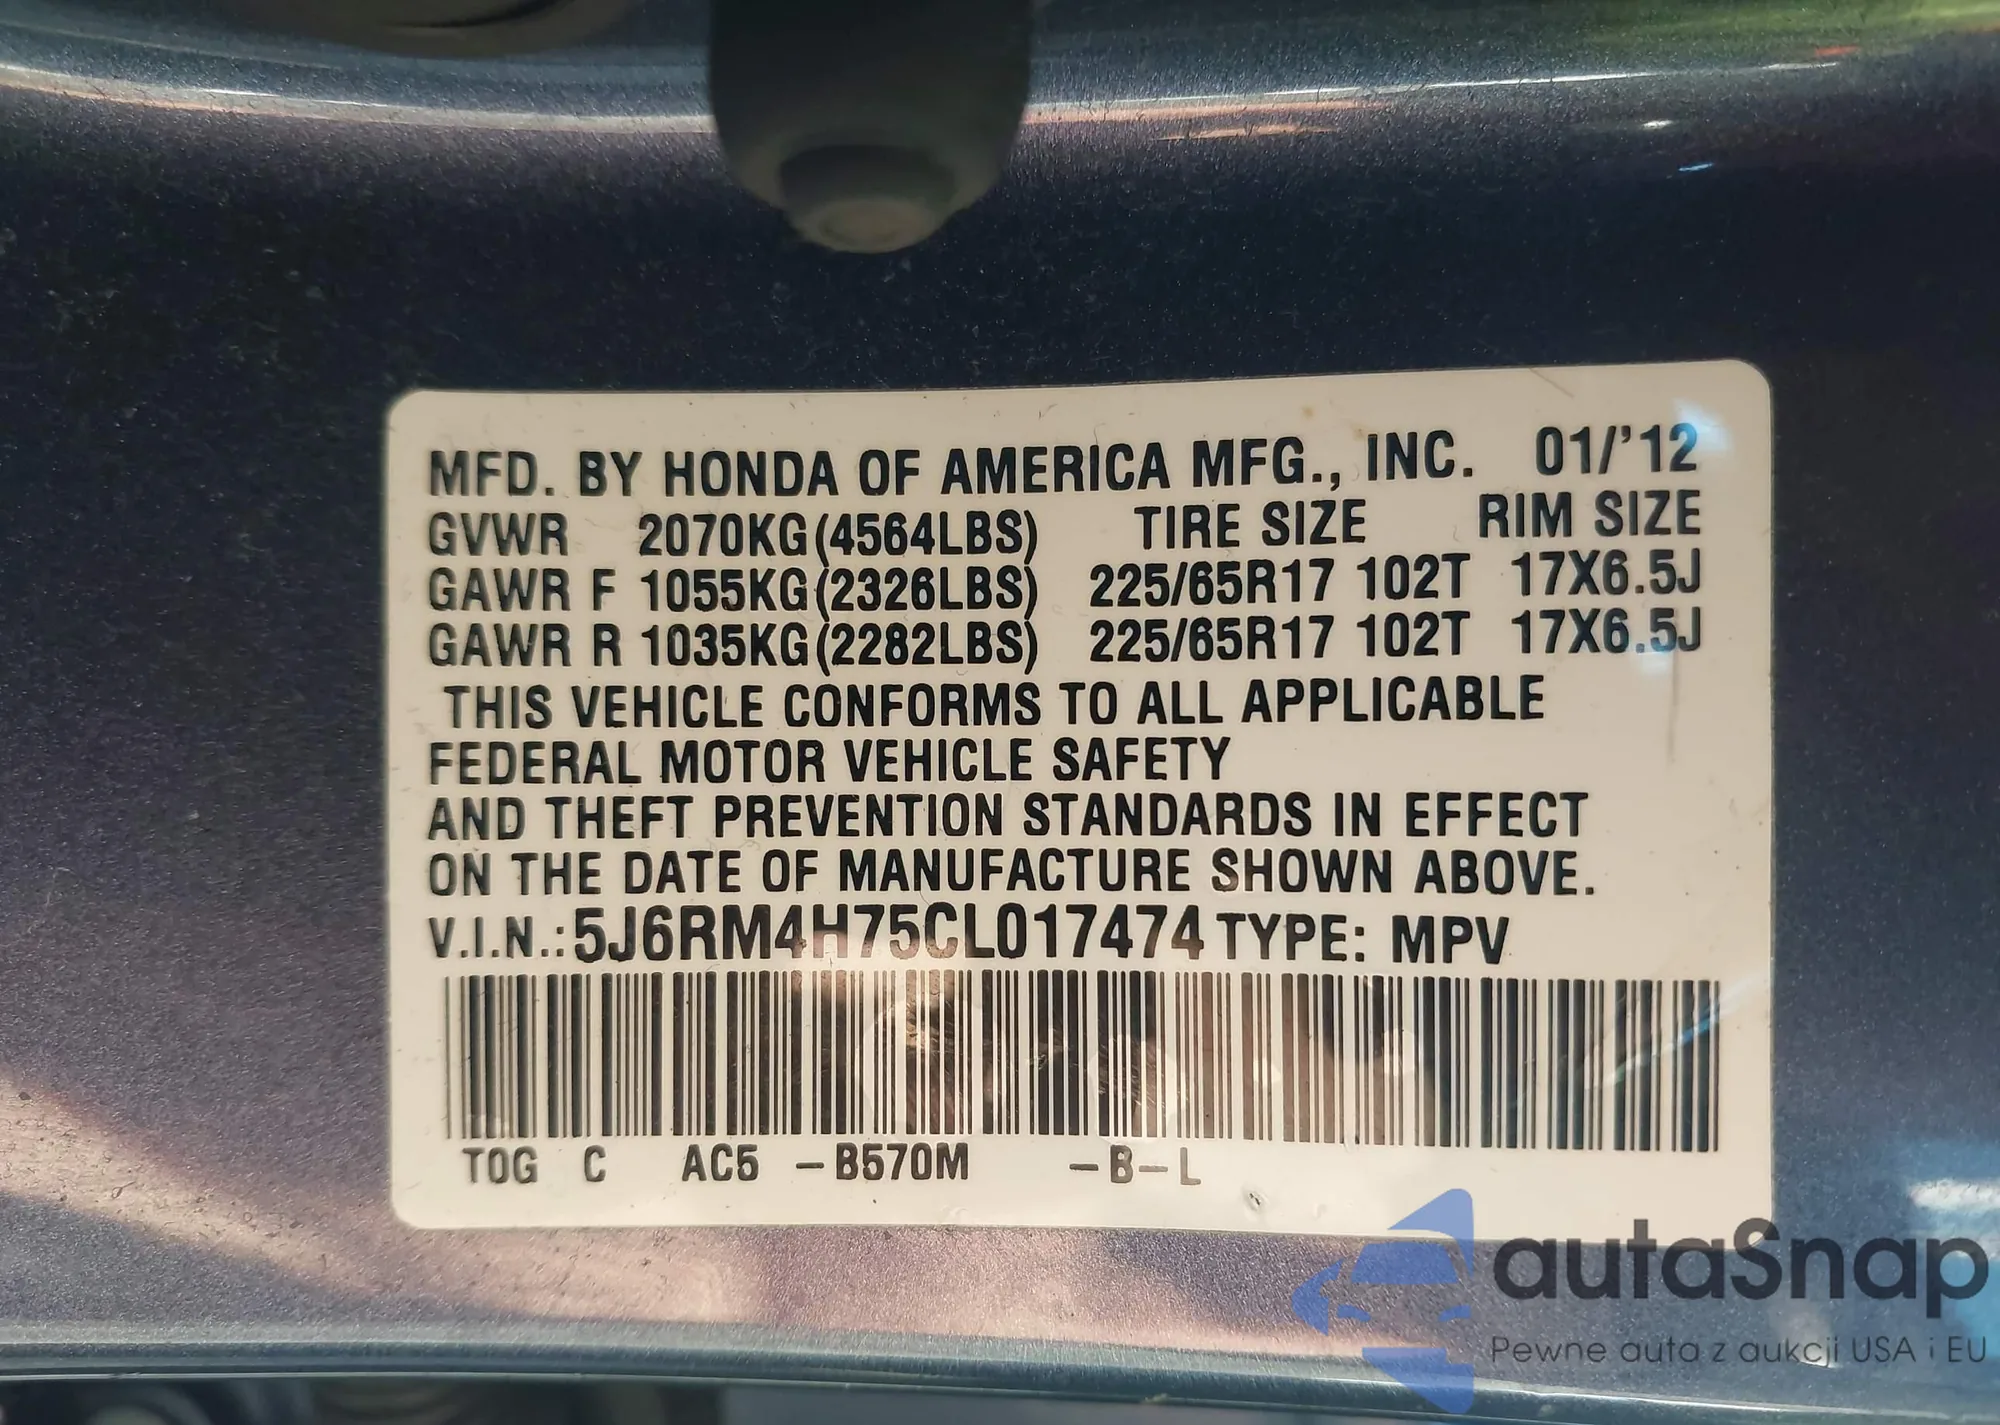 MFD. BY HONDA OF AMERICA MFG., INC. 01/'12
GVWR 2070KG(4564LBS) TIRE SIZE RIM SIZE
GAWR F 1055KG(2326LBS) 225/65R17 102T 17X6.5J
GAWR R 1035KG(2282LBS) 225/65R17 102T 17X6.5J
THIS VEHICLE CONFORMS TO ALL APPLICABLE
FEDERAL MOTOR VEHICLE SAFETY
AND THEFT PREVENTION STANDARDS IN EFFECT
ON THE DATE OF MANUFACTURE SHOWN ABOVE.
V.I.N.: 5J6RM4H75CL017474 TYPE: MPV
TOG C AC5 –B570M –B–L
autaSnap
Pewne auta z aukcji USA i EU